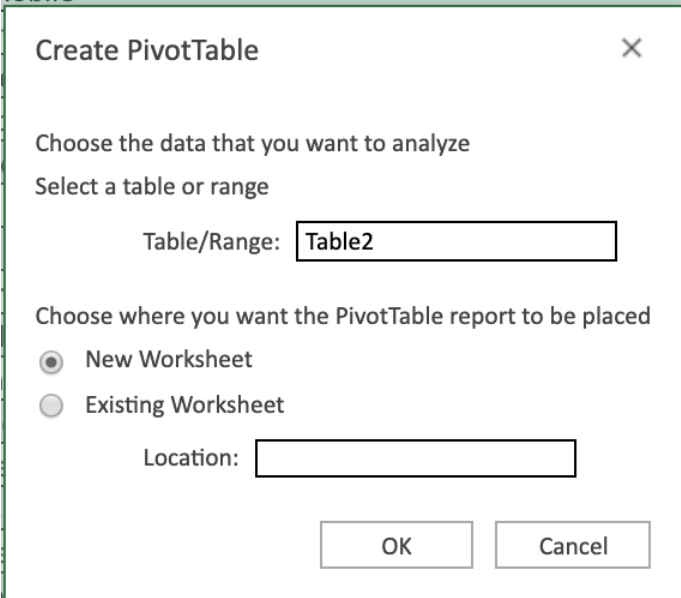 Create PivotTable
Choose the data that you want to analyze
Select a table or range
Table/Range: Table2
Choose where you want the PivotTable report to be placed
New Worksheet
Existing Worksheet
Location:
OK Cancel